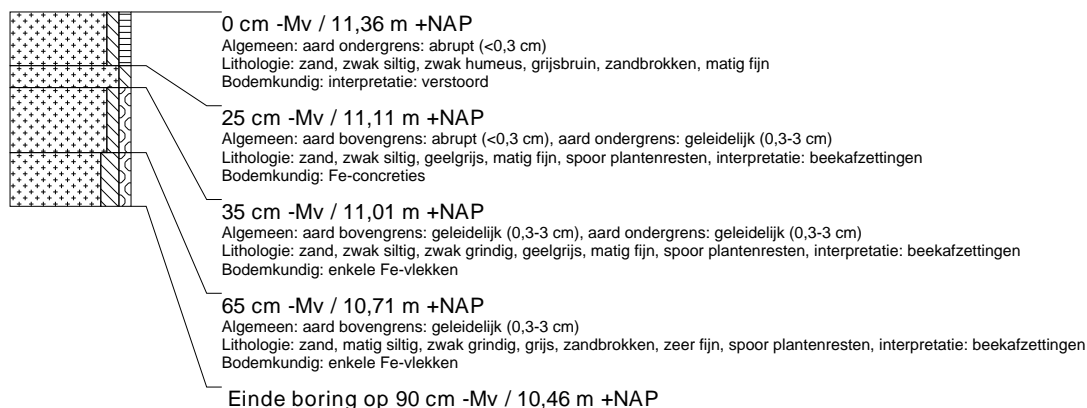 0 cm -Mv / 11,36 m +NAP
Algemeen: aard ondergrens: abrupt (<0,3 cm)
Lithologie: zand, zwak siltig, zwak humeus, grijsbruin, zandbrokken, matig fijn
Bodemkundig: interpretatie: verstoord
25 cm -Mv / 11,11 m +NAP
Algemeen: aard bovengrens: abrupt (<0,3 cm), aard ondergrens: geleidelijk (0,3-3 cm)
Lithologie: zand, zwak siltig, geelgrijs, matig fijn, spoor plantenresten, interpretatie: beekafzettingen
Bodemkundig: Fe-concreties
35 cm -Mv / 11,01 m +NAP
Algemeen: aard bovengrens: geleidelijk (0,3-3 cm), aard ondergrens: geleidelijk (0,3-3 cm)
Lithologie: zand, zwak siltig, zwak grindig, geelgrijs, matig fijn, spoor plantenresten, interpretatie: beekafzettingen
Bodemkundig: enkele Fe-vlekken
65 cm -Mv / 10,71 m +NAP
Algemeen: aard bovengrens: geleidelijk (0,3-3 cm)
Lithologie: zand, matig siltig, zwak grindig, grijs, zandbrokken, zeer fijn, spoor plantenresten, interpretatie: beekafzettingen
Bodemkundig: enkele Fe-vlekken
Einde boring op 90 cm -Mv / 10,46 m +NAP